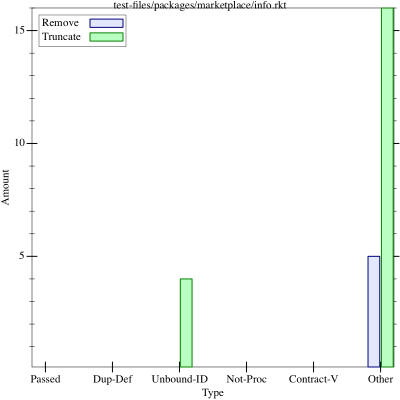 test-files/packages/marketplace/info.rkt
Remove
Truncate
15
10
5
Amount
Passed Dup-Def Unbound-ID Not-Proc Contract-V Other
Type